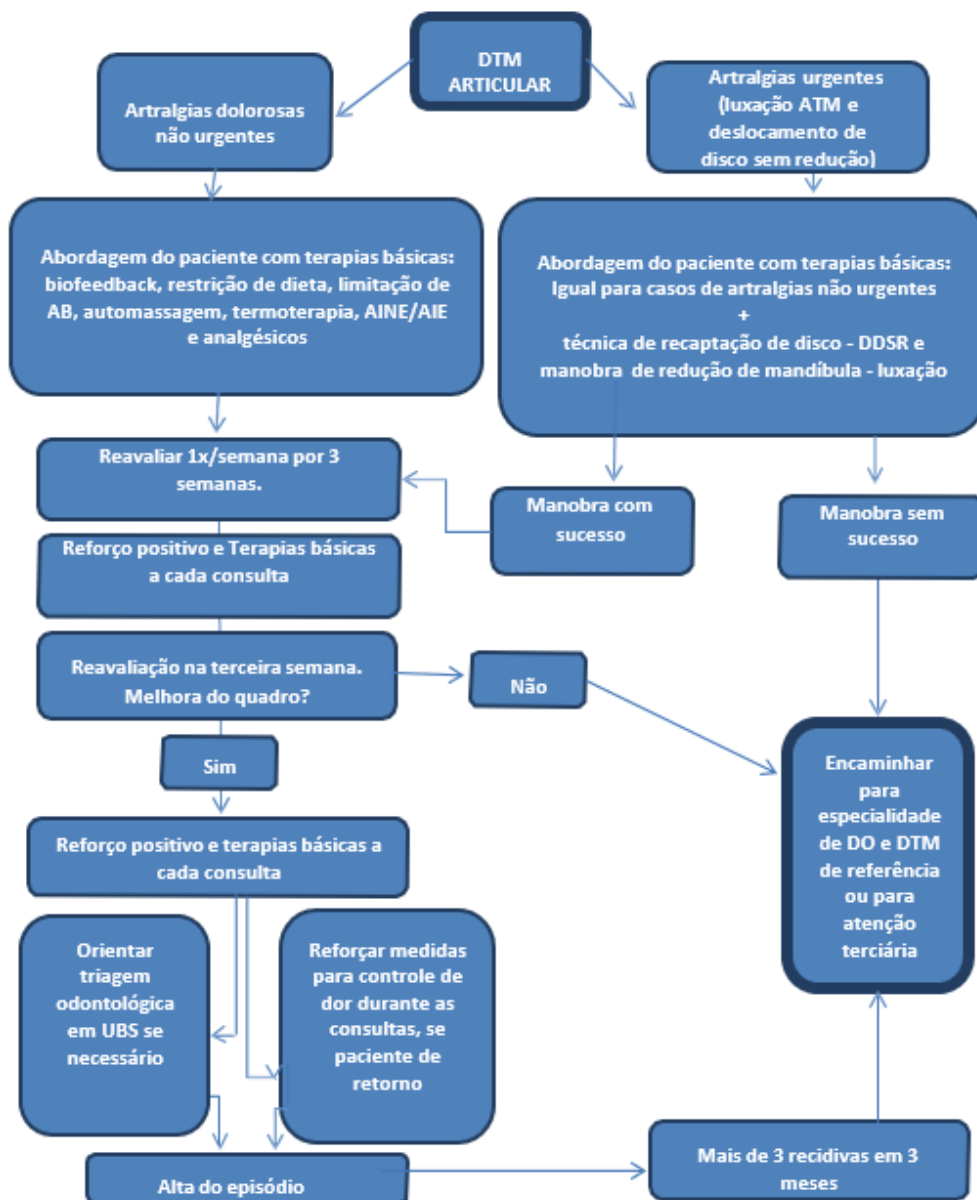 DTM
ARTICULAR
Artralgias dolorosas
não urgentes
Artralgias urgentes
(luxação ATM e
deslocamento de
disco sem redução)
Abordagem do paciente com terapias básicas:
biofeedback, restrição de dieta, limitação de
AB, automassagem, termoterapia, AINE/AIE
e analgésicos
Abordagem do paciente com terapias básicas:
Igual para casos de artralgias não urgentes
+
técnica de recaptação de disco - DDSR e
manobra de redução de mandíbula - luxação
Reavaliar 1x/semana por 3
semanas.
Manobra com
sucesso
Manobra sem
sucesso
Reforço positivo e Terapias básicas
a cada consulta
Reavaliação na terceira semana.
Melhora do quadro?
Não
Sim
Encaminhar
para
especialidade
de DO e DTM
de referência
ou para
atenção
terciária
Reforço positivo e terapias básicas a
cada consulta
Orientar
triagem
odontológica
em UBS se
necessário
Reforçar medidas
para controle de
dor durante as
consultas, se
paciente de
retorno
Alta do episódio
Mais de 3 recidivas em 3
meses